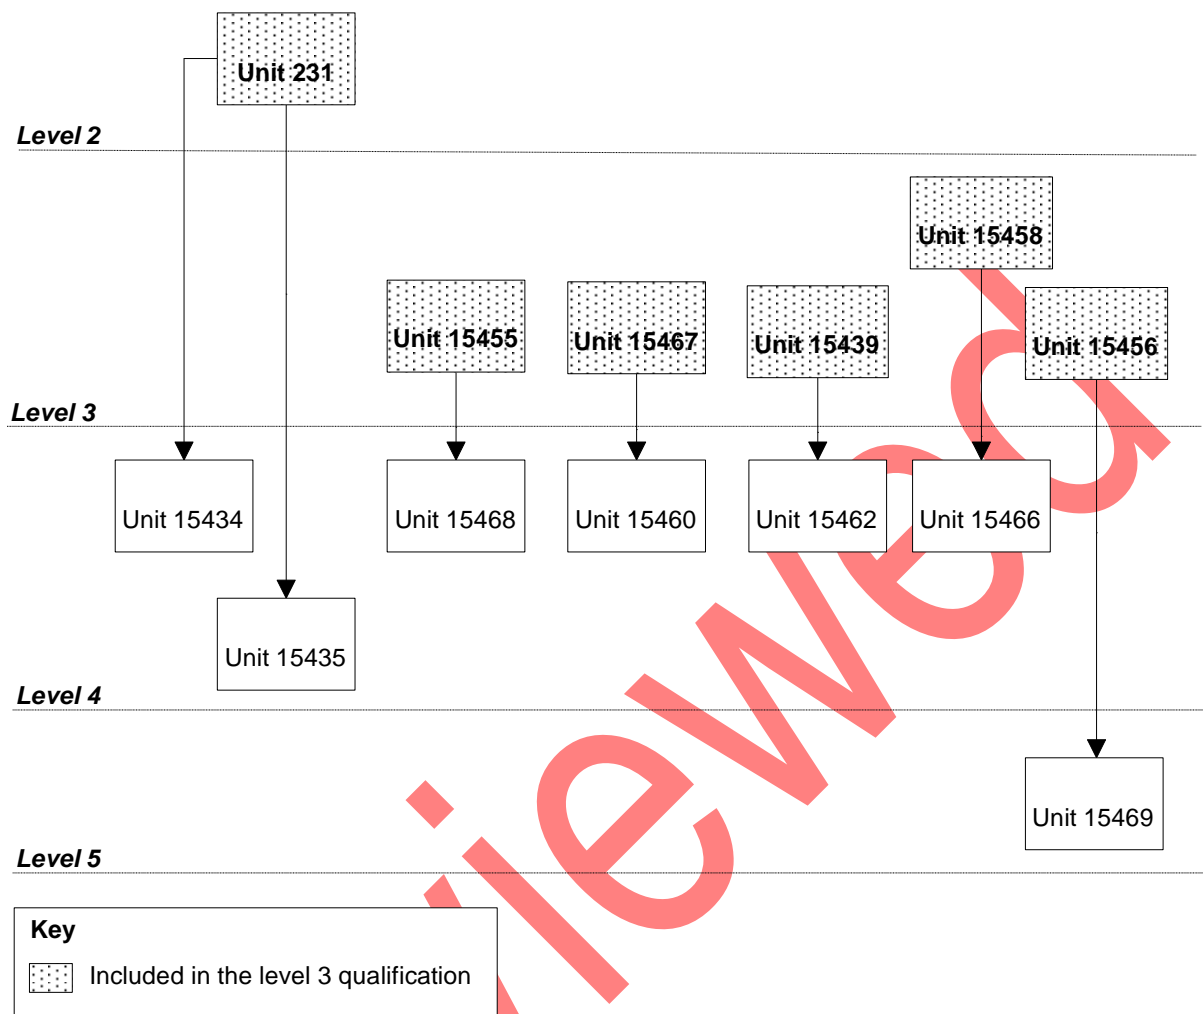 Unit 231
Level 2
Unit 15458
Unit 15455
Unit 15467
Unit 15439
Unit 15456
Level 3
Unit 15434
Unit 15468
Unit 15460
Unit 15462
Unit 15466
Unit 15435
Level 4
Unit 15469
Level 5
Key
Included in the level 3 qualification
viewed